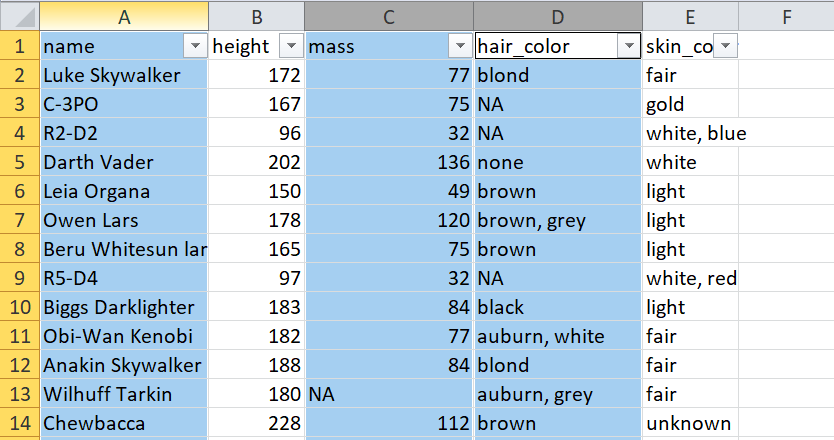 A B C D E F
1 name height mass hair_color skin_co
2 Luke Skywalker 172 77 blond fair
3 C-3PO 167 75 NA gold
4 R2-D2 96 32 NA white, blue
5 Darth Vader 202 136 none white
6 Leia Organa 150 49 brown light
7 Owen Lars 178 120 brown, grey light
8 Beru Whitesun lar 165 75 brown light
9 R5-D4 97 32 NA white, red
10 Biggs Darklighter 183 84 black light
11 Obi-Wan Kenobi 182 77 auburn, white fair
12 Anakin Skywalker 188 84 blond fair
13 Wilhuff Tarkin 180 NA auburn, grey fair
14 Chewbacca 228 112 brown unknown